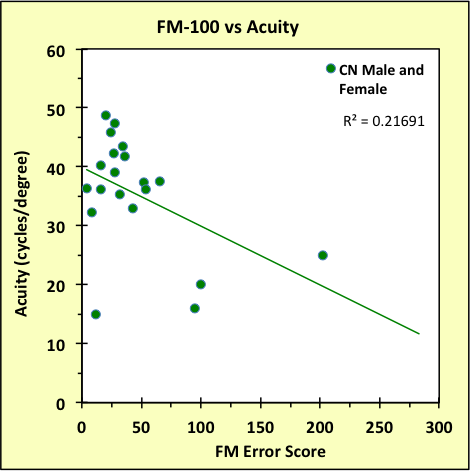 FM-100 vs Acuity
60
50
40
30
20
10
0
Acuity (cycles/degree)
CN Male and
Female
R² = 0.21691
0 50 100 150 200 250 300
FM Error Score